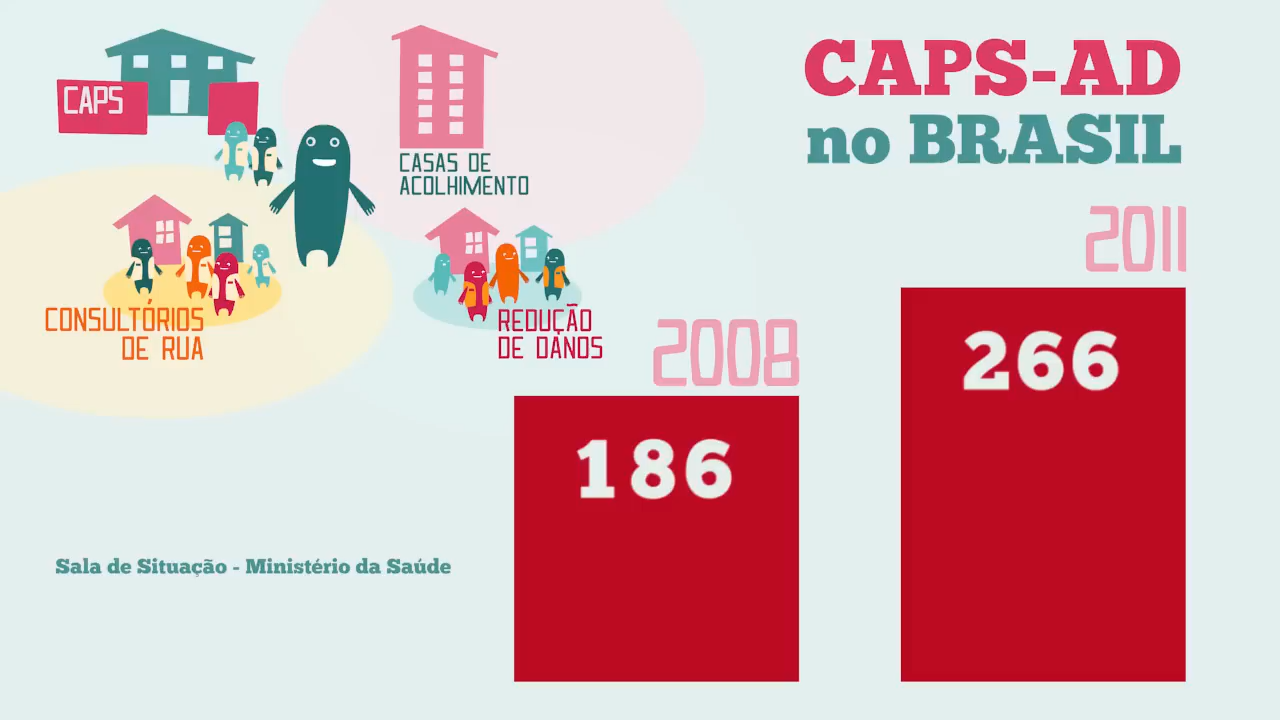 CAPS
CASAS DE
ACOLHIMENTO
CONSULTÓRIOS
DE RUA
REDUÇÃO
DE DANOS
CAPS-AD
no BRASIL
2008
186
2011
266
Sala de Situação - Ministério da Saúde